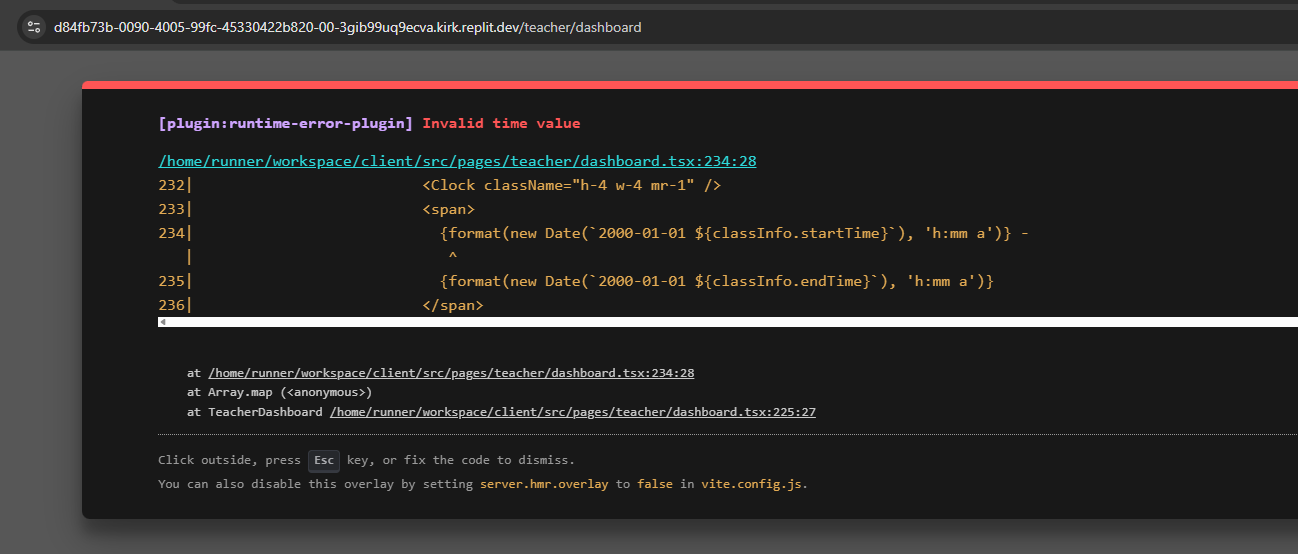 d84fb73b-0090-4005-99fc-45330422b820-00-3gib99uq9ecva.kirk.replit.dev/teacher/dashboard
[plugin:runtime-error-plugin] Invalid time value
/home/runner/workspace/client/src/pages/teacher/dashboard.tsx:234:28
232|                          <Clock className="h-4 w-4 mr-1" />
233|                          <span>
234|                            {format(new Date(`2000-01-01 ${classInfo.startTime}`), 'h:mm a')} -
   |                             ^
235|                            {format(new Date(`2000-01-01 ${classInfo.endTime}`), 'h:mm a')}
236|                          </span>
at /home/runner/workspace/client/src/pages/teacher/dashboard.tsx:234:28
at Array.map (<anonymous>)
at TeacherDashboard /home/runner/workspace/client/src/pages/teacher/dashboard.tsx:225:27
Click outside, press Esc key, or fix the code to dismiss.
You can also disable this overlay by setting server.hmr.overlay to false in vite.config.js.